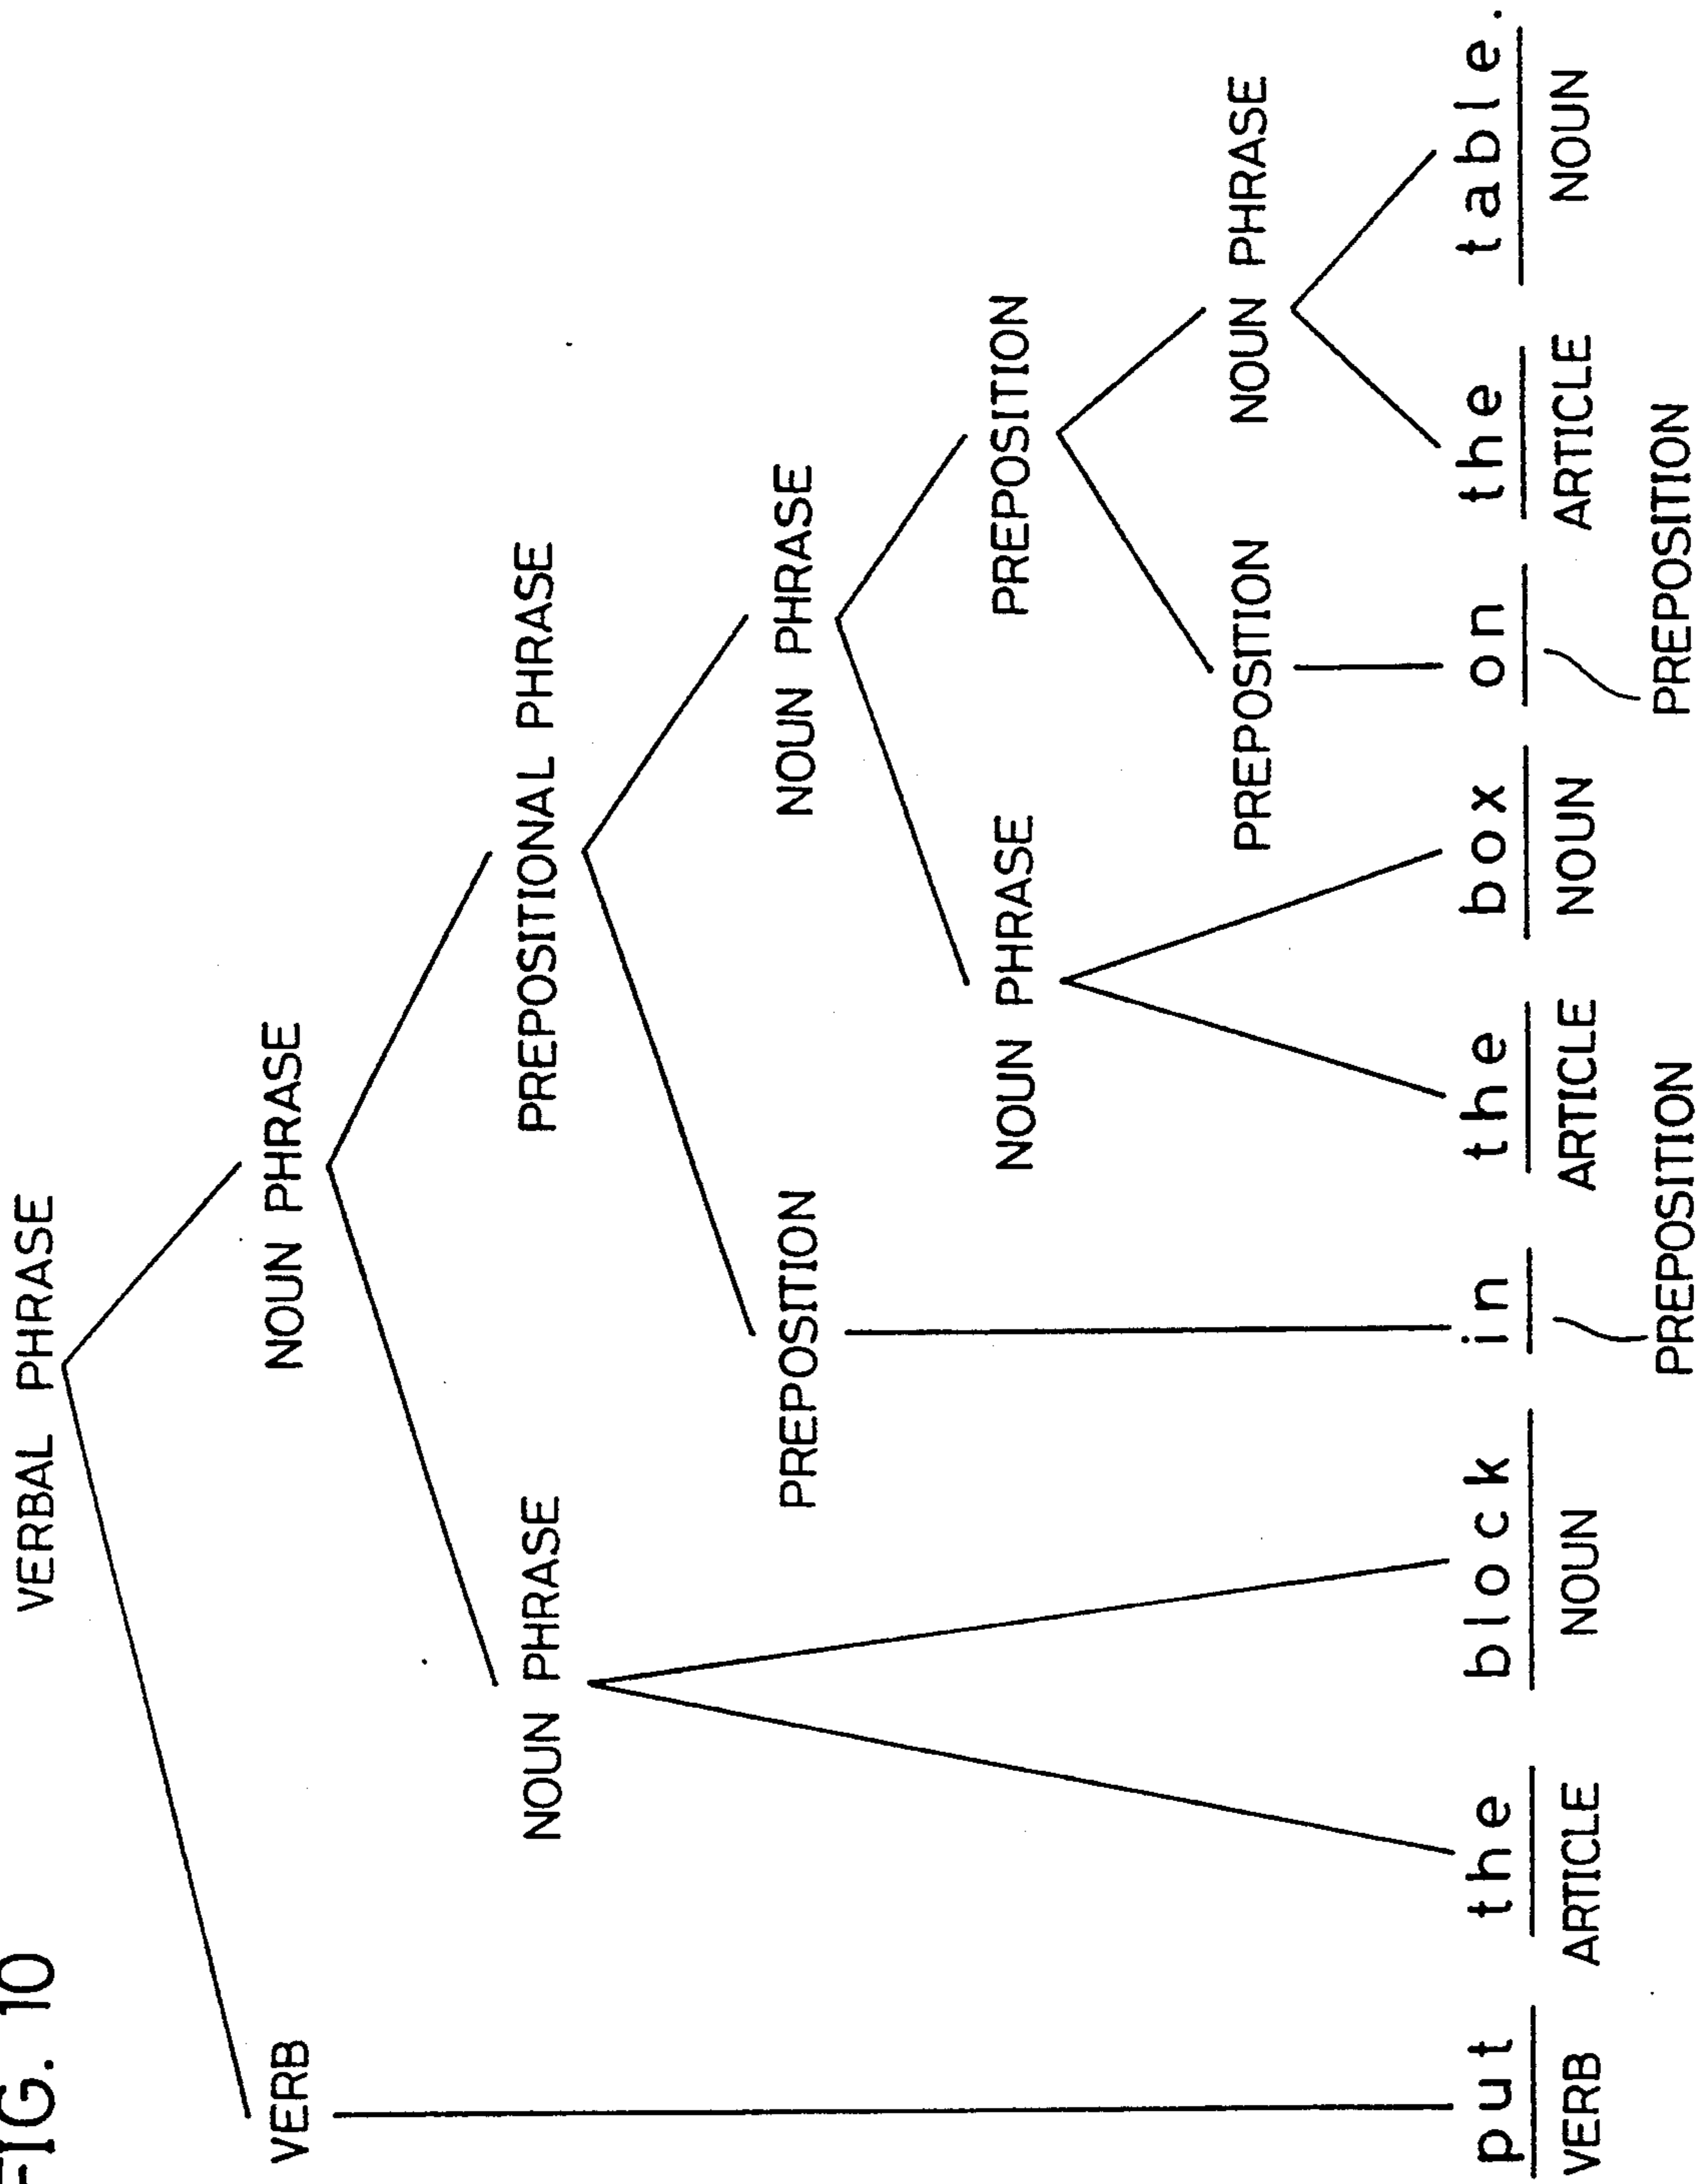 FIG. 10
VERBAL PHRASE
VERB
NOUN PHRASE
NOUN PHRASE
PREPOSITIONAL PHRASE
PREPOSITION
NOUN PHRASE
NOUN PHRASE
PREPOSITION
PREPOSITION
NOUN PHRASE
put the block in the box on the table.
VERB ARTICLE NOUN ARTICLE NOUN ARTICLE NOUN
PREPOSITION PREPOSITION